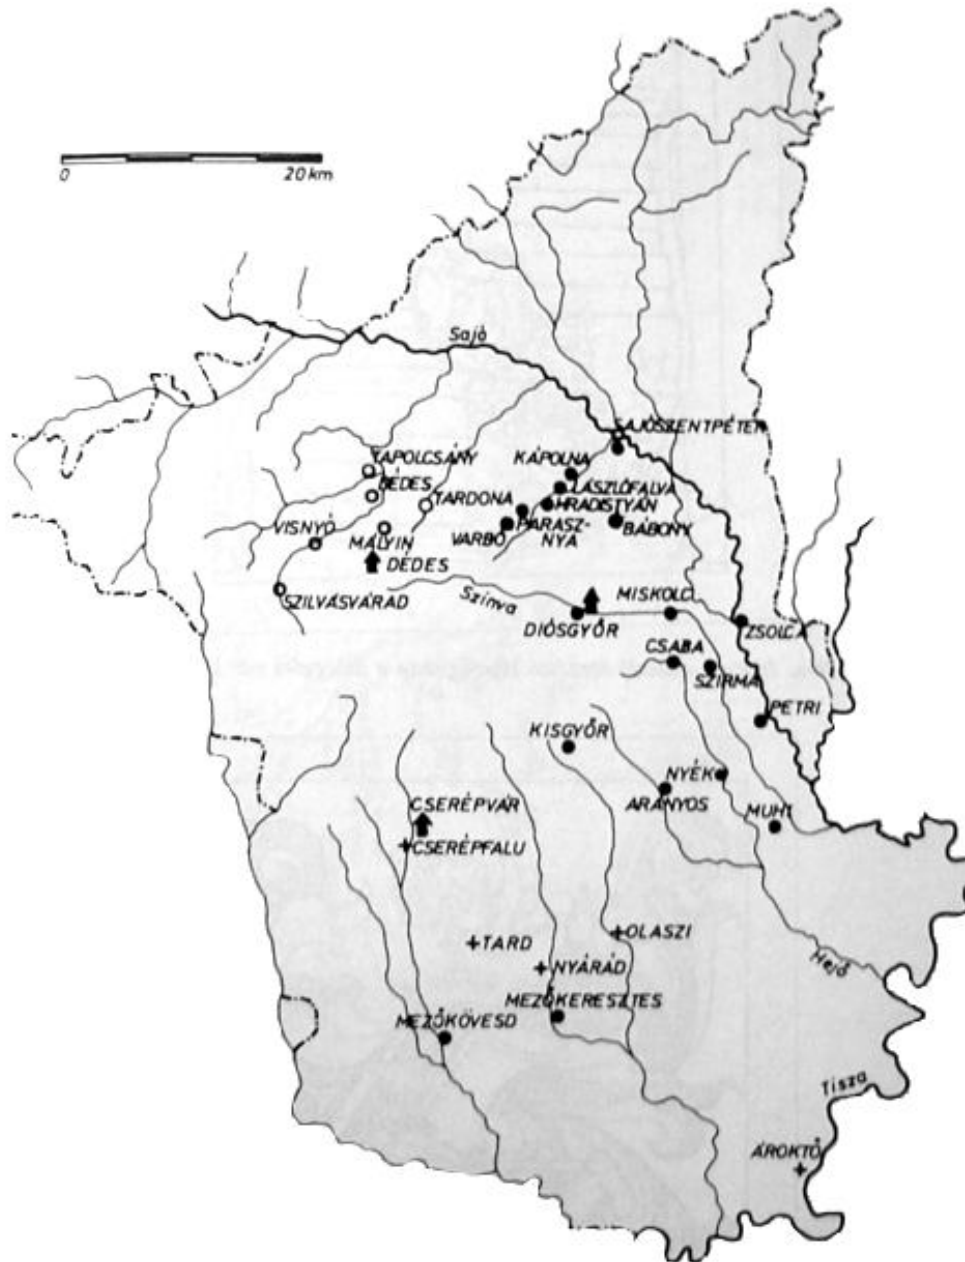 0 20 km
Sajó
SAJÓSZENTPÉTER
TAPOLCSÁNY
KÁPOLNA
DÉDES
LÁSZLÓFALVA
TARDONA
HRADISTYÁN
VISNYÓ
MÁLYIN
VARBÓ
PARASZ-
NYA
BÁBONY
DÉDES
SZILVÁSVÁRAD
Szinva
MISKOLC
DIÓSGYŐR
ZSOLCA
CSABA
SZIRMA
PETRI
KISGYŐR
NYÉK
ARANYOS
CSERÉPVÁR
MUHI
CSERÉPFALU
TARD
OLASZI
NYÁRÁD
Hejő
MEZŐKERESZTES
MEZŐKÖVESD
Tisza
ÁROKTŐ